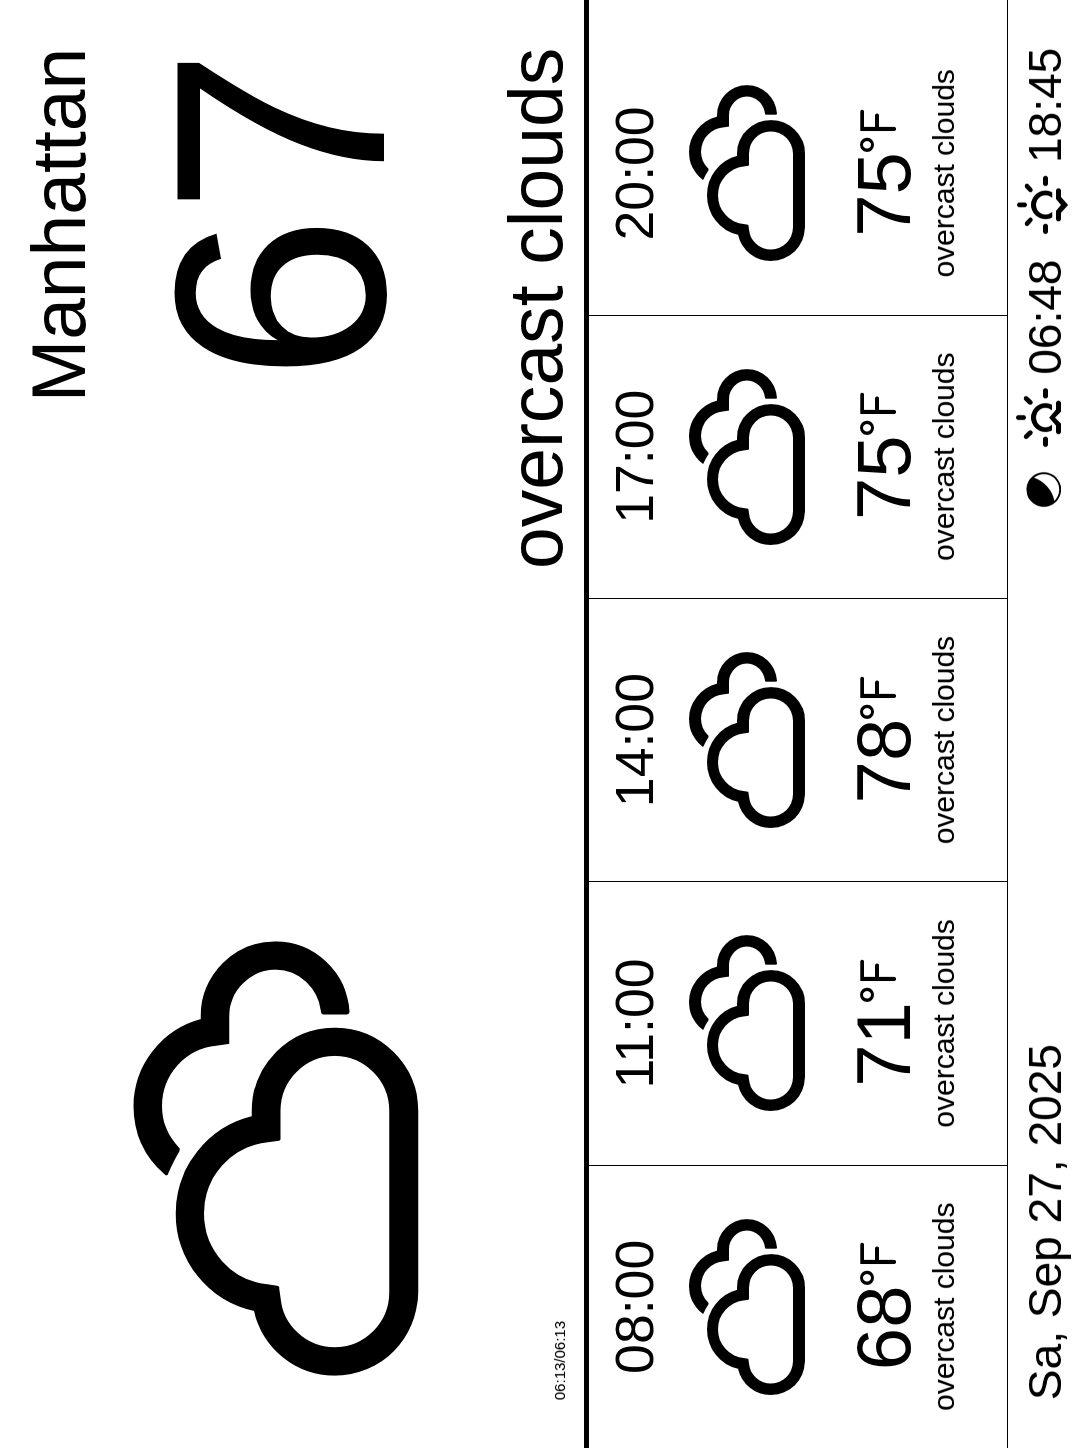 Manhattan
67
overcast clouds
06:13/06:13
08:00 11:00 14:00 17:00 20:00
68°F 71°F 78°F 75°F 75°F
overcast clouds overcast clouds overcast clouds overcast clouds overcast clouds
Sa, Sep 27, 2025 06:48 18:45